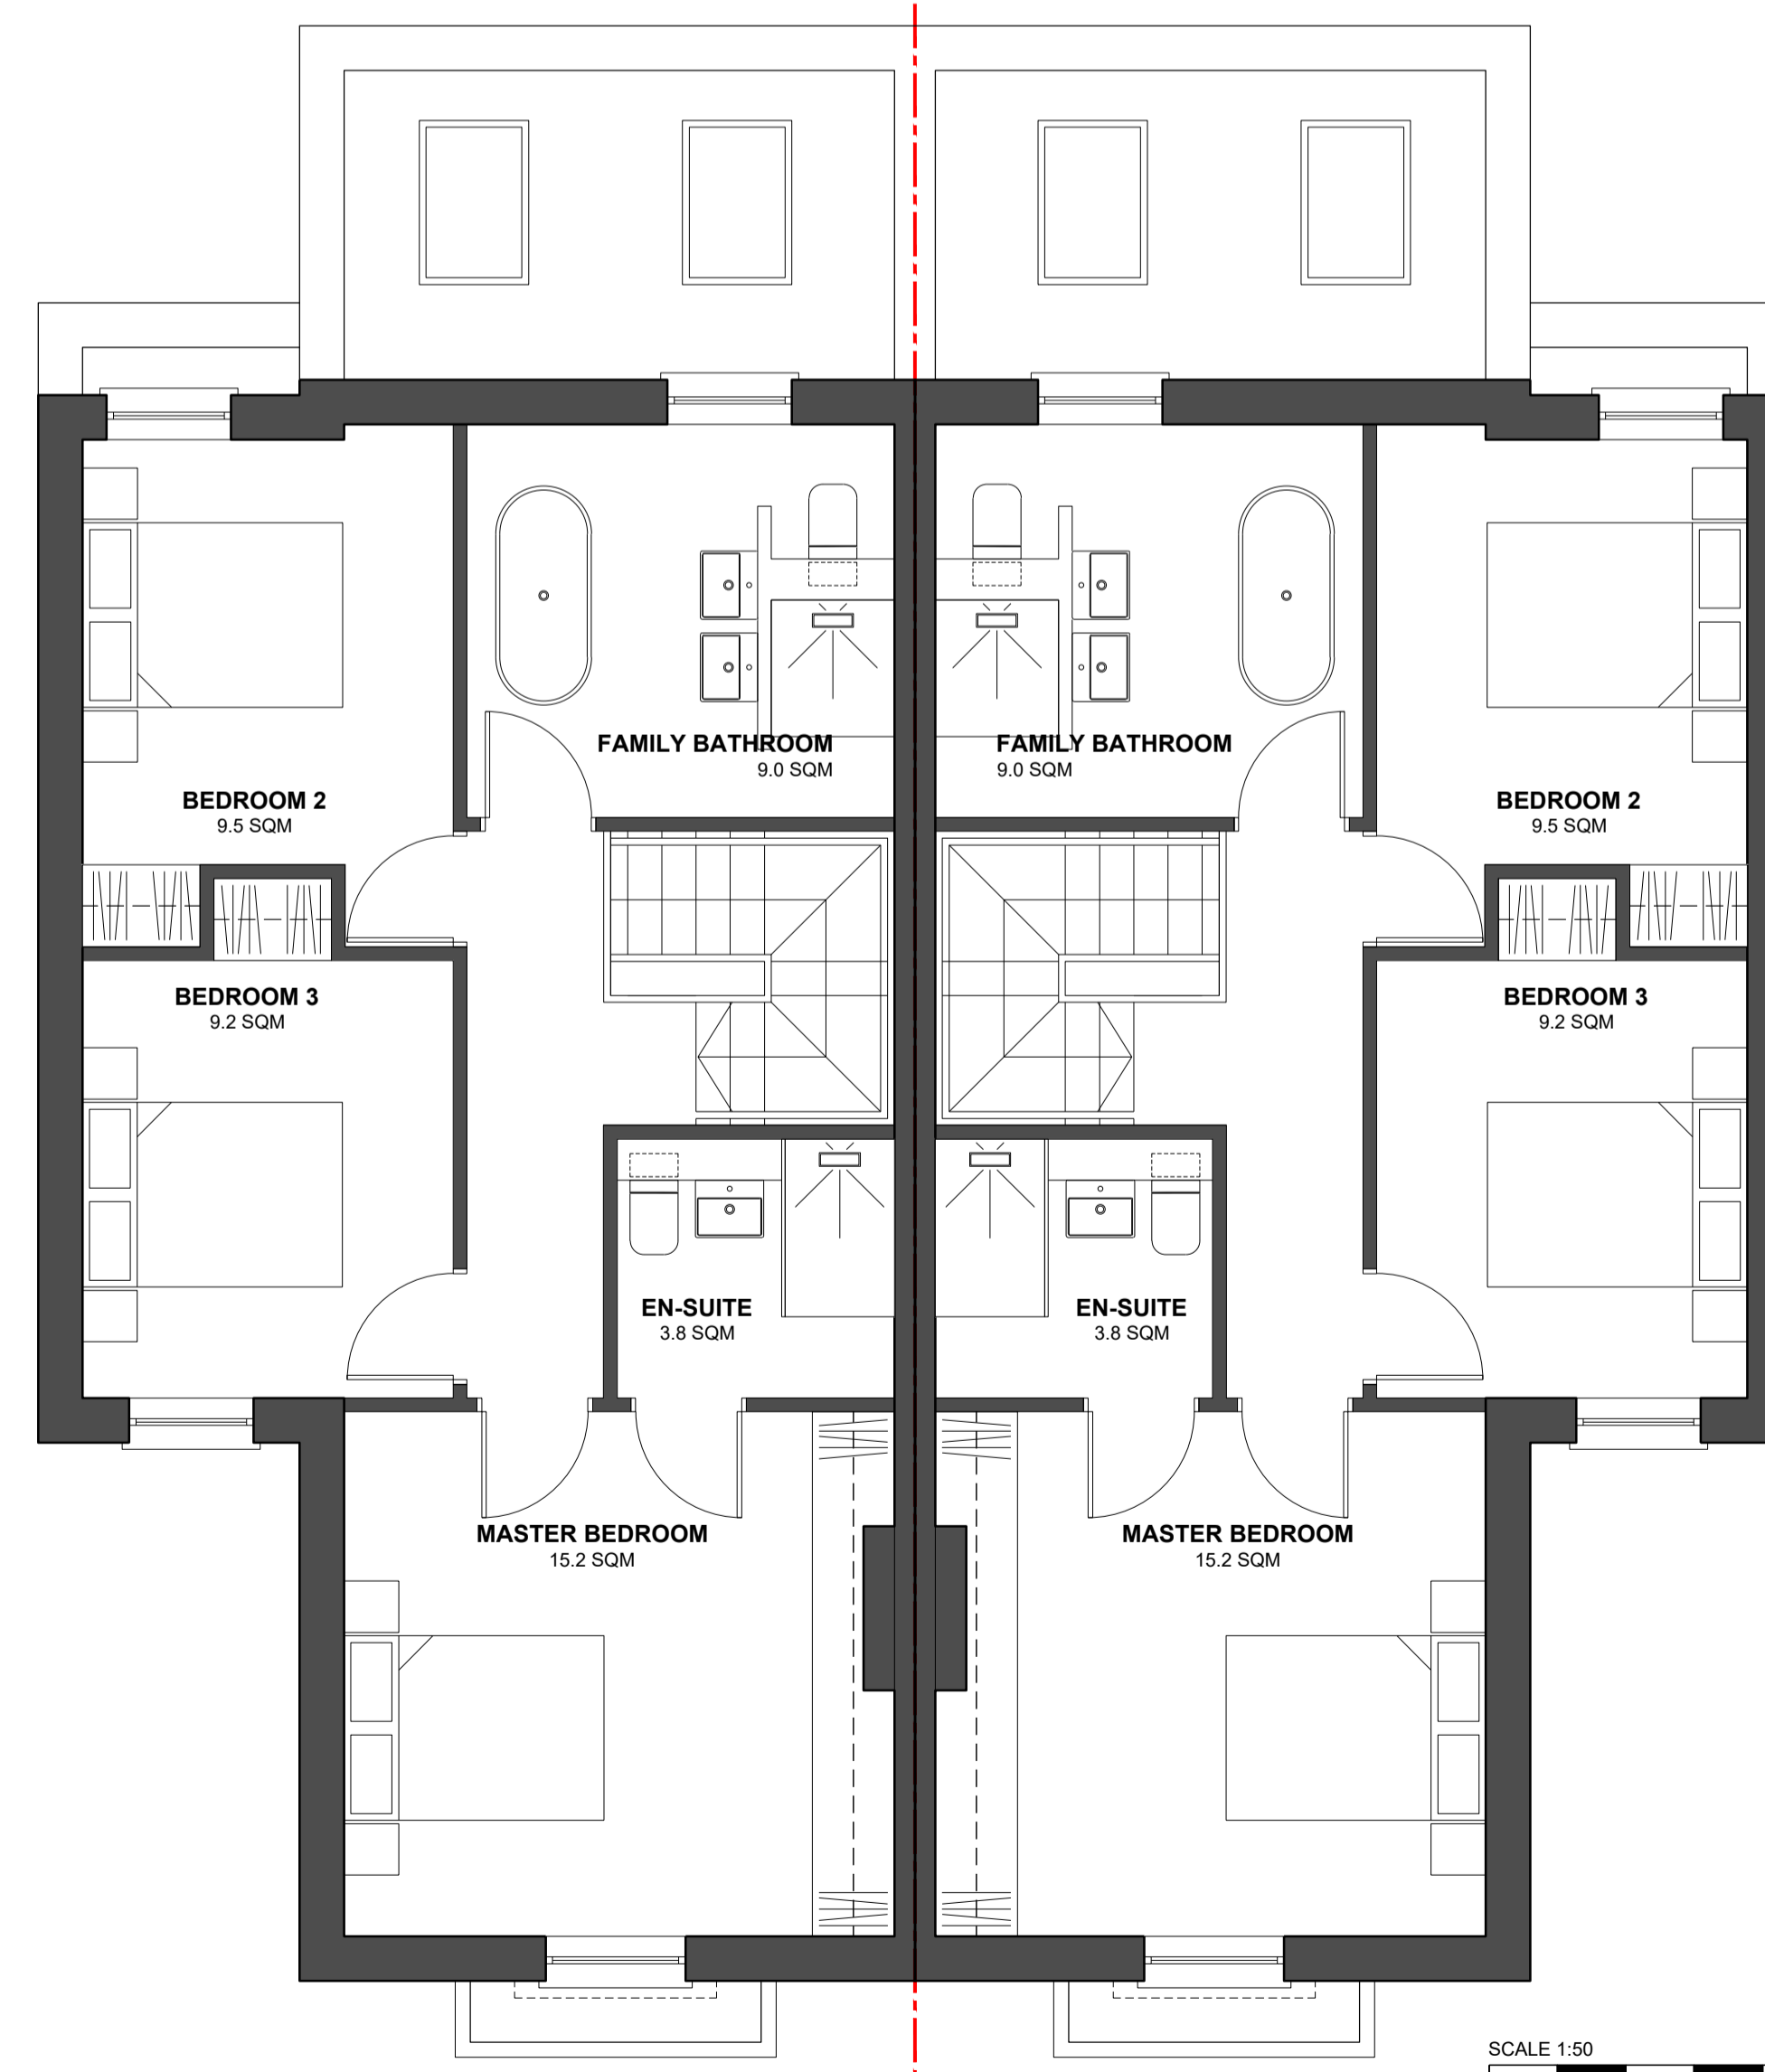 FAMILY BATHROOM
9.0 SQM
FAMILY BATHROOM
9.0 SQM
BEDROOM 2
9.5 SQM
BEDROOM 2
9.5 SQM
BEDROOM 3
9.2 SQM
BEDROOM 3
9.2 SQM
EN-SUITE
3.8 SQM
EN-SUITE
3.8 SQM
MASTER BEDROOM
15.2 SQM
MASTER BEDROOM
15.2 SQM
SCALE 1:50